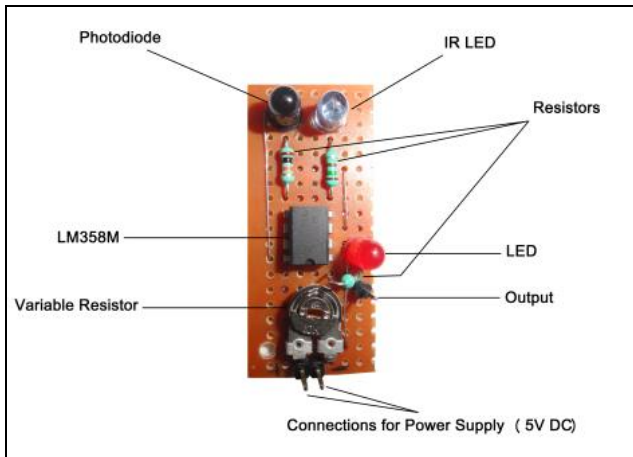 Photodiode
IR LED
Resistors
LM358M
LED
Variable Resistor
Output
Connections for Power Supply ( 5V DC)